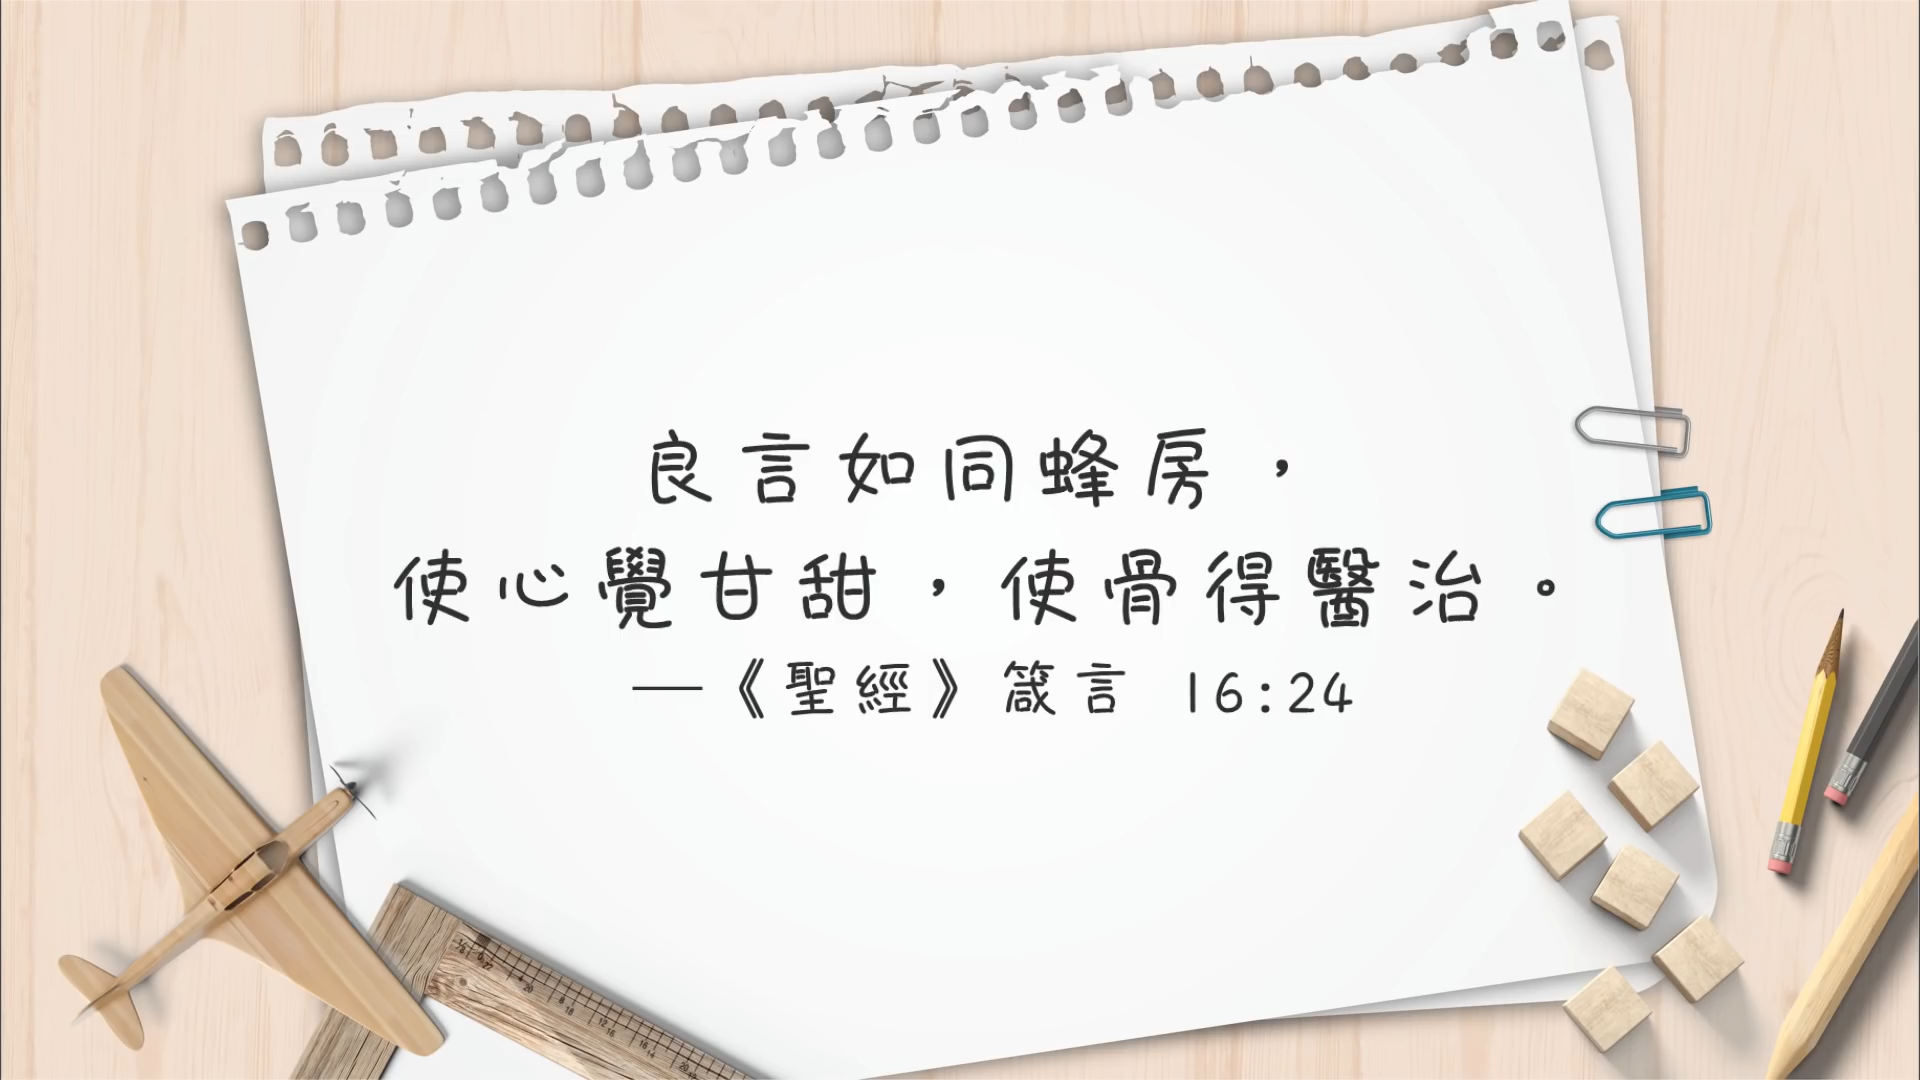 良言如同蜂房，
使心覺甘甜，使骨得醫治。
—《聖經》箴言 16:24